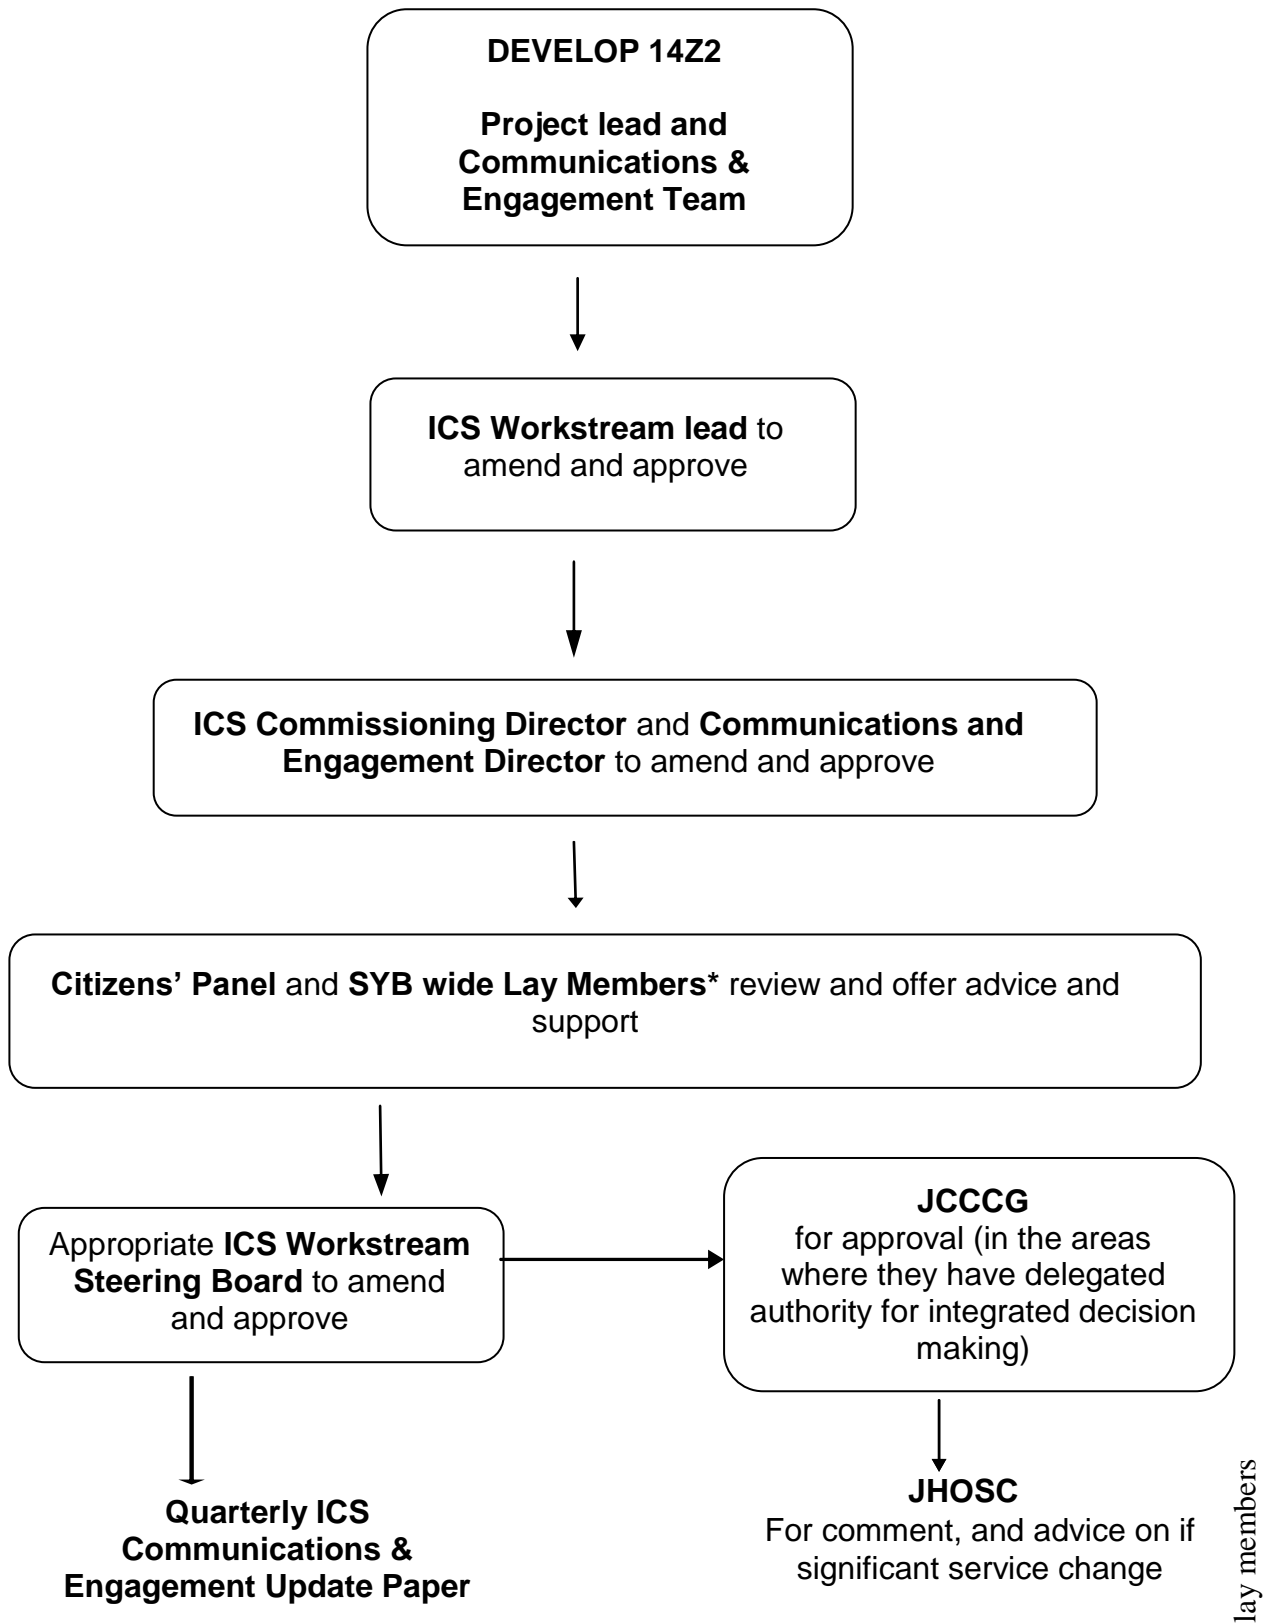 DEVELOP 14Z2
Project lead and
Communications &
Engagement Team
ICS Workstream lead to
amend and approve
ICS Commissioning Director and Communications and
Engagement Director to amend and approve
Citizens’ Panel and SYB wide Lay Members* review and offer advice and
support
Appropriate ICS Workstream
Steering Board to amend
and approve
JCCCG
for approval (in the areas
where they have delegated
authority for integrated decision
making)
Quarterly ICS
Communications &
Engagement Update Paper
JHOSC
For comment, and advice on if
significant service change
lay members